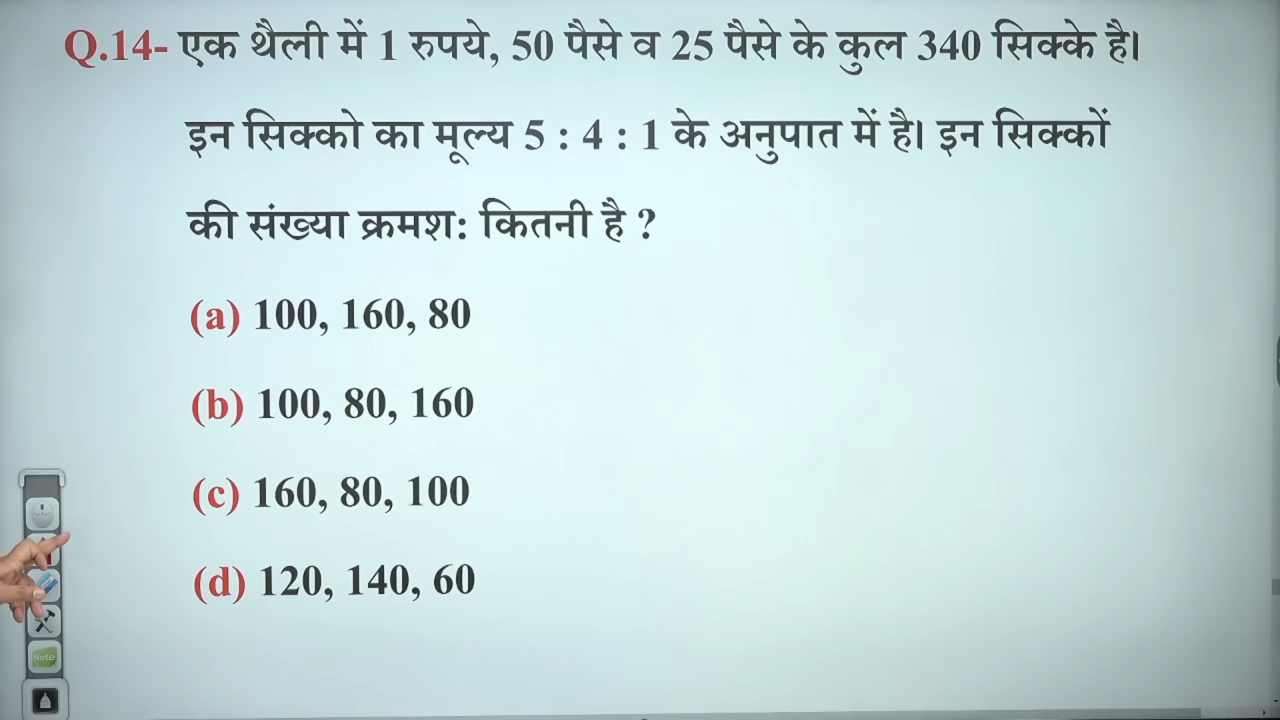 Q.14- एक थैली में 1 रुपये, 50 पैसे व 25 पैसे के कुल 340 सिक्के है।
इन सिक्को का मूल्य 5 : 4 : 1 के अनुपात में है। इन सिक्कों
की संख्या क्रमश: कितनी है ?
(a) 100, 160, 80
(b) 100, 80, 160
(c) 160, 80, 100
(d) 120, 140, 60
Note